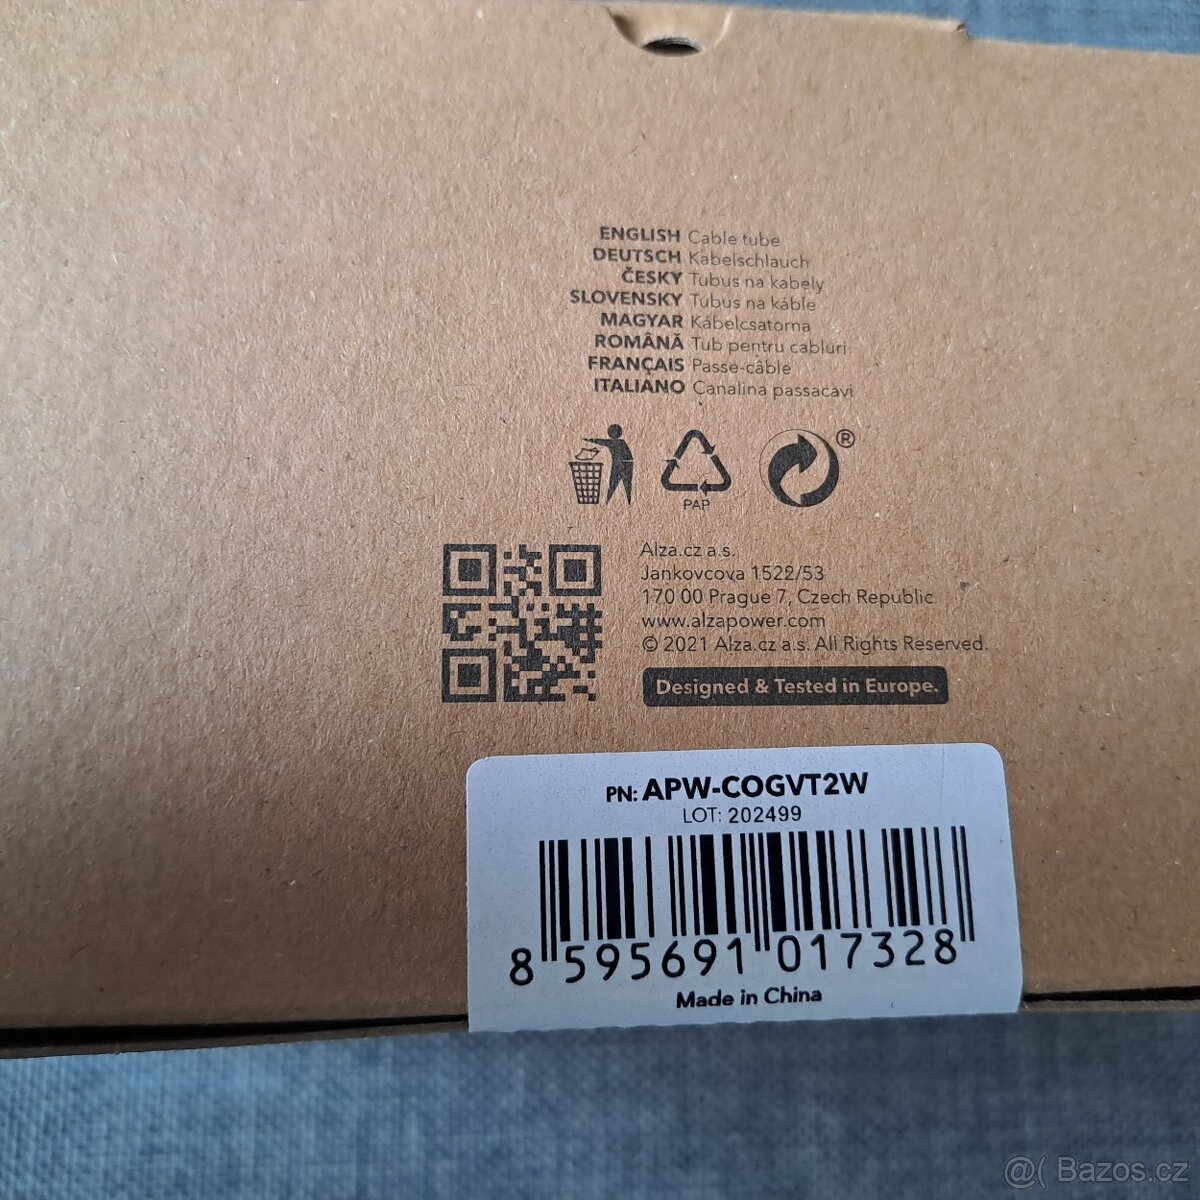 ENGLISH Cable tube
DEUTSCH Kabelschlauch
ČESKY Tubus na kabely
SLOVENSKY Tubus na káble
MAGYAR Kábelcsatorna
ROMÂNĂ Tub pentru cabluri
FRANÇAIS Passe-câble
ITALIANO Canalina passacavi
PAP
®
Alza.cz a.s.
Jankovcova 1522/53
170 00 Prague 7, Czech Republic
www.alzapower.com
© 2021 Alza.cz a.s. All Rights Reserved.
Designed & Tested in Europe.
PN: APW-COGVT2W
LOT: 202499
8 595691 017328
Made in China
@( Bazos.cz